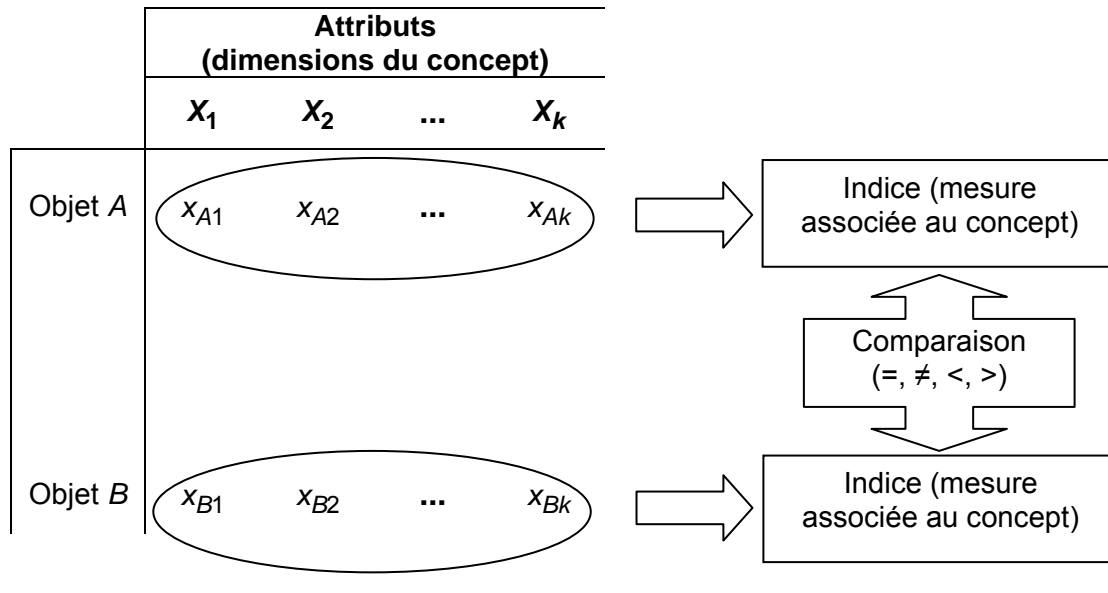 Attributs
(dimensions du concept)
X1 X2 ... Xk
Objet A xA1 xA2 ... xAk
Indice (mesure
associée au concept)
Comparaison
(=, ≠, <, >)
Objet B xB1 xB2 ... xBk
Indice (mesure
associée au concept)